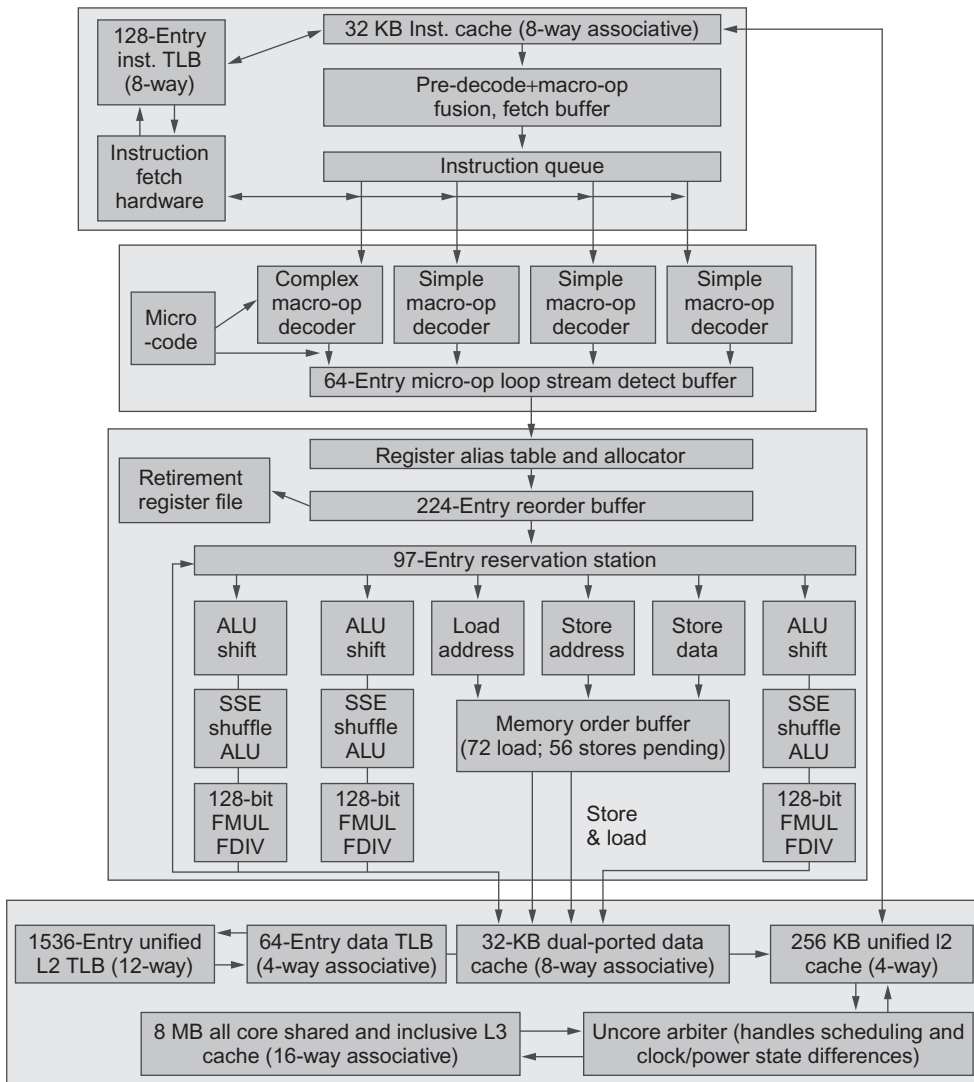 128-Entry
inst. TLB
(8-way)
32 KB Inst. cache (8-way associative)
Pre-decode+macro-op
fusion, fetch buffer
Instruction
fetch
hardware
Instruction queue
Micro
-code
Complex
macro-op
decoder
Simple
macro-op
decoder
Simple
macro-op
decoder
Simple
macro-op
decoder
64-Entry micro-op loop stream detect buffer
Register alias table and allocator
Retirement
register file
224-Entry reorder buffer
97-Entry reservation station
ALU
shift
SSE
shuffle
ALU
128-bit
FMUL
FDIV
ALU
shift
SSE
shuffle
ALU
128-bit
FMUL
FDIV
Load
address
Store
address
Store
data
Memory order buffer
(72 load; 56 stores pending)
Store
& load
ALU
shift
SSE
shuffle
ALU
128-bit
FMUL
FDIV
1536-Entry unified
L2 TLB (12-way)
64-Entry data TLB
(4-way associative)
32-KB dual-ported data
cache (8-way associative)
256 KB unified l2
cache (4-way)
8 MB all core shared and inclusive L3
cache (16-way associative)
Uncore arbiter (handles scheduling and
clock/power state differences)